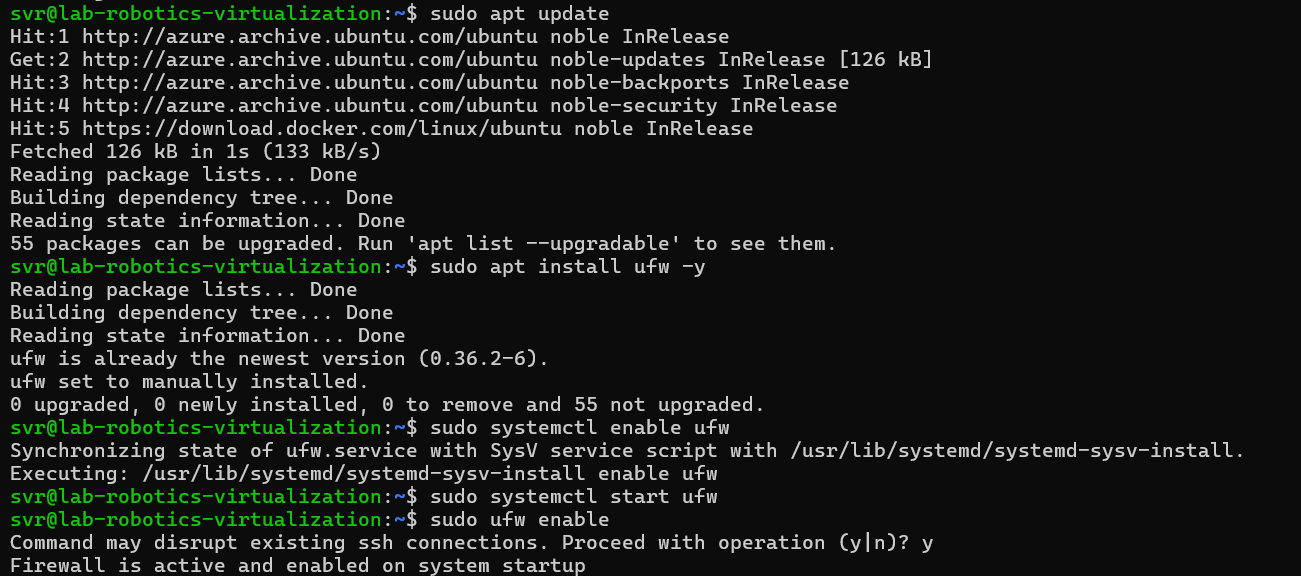 svr@lab-robotics-virtualization:~$ sudo apt update
Hit:1 http://azure.archive.ubuntu.com/ubuntu noble InRelease
Get:2 http://azure.archive.ubuntu.com/ubuntu noble-updates InRelease [126 kB]
Hit:3 http://azure.archive.ubuntu.com/ubuntu noble-backports InRelease
Hit:4 http://azure.archive.ubuntu.com/ubuntu noble-security InRelease
Hit:5 https://download.docker.com/linux/ubuntu noble InRelease
Fetched 126 kB in 1s (133 kB/s)
Reading package lists... Done
Building dependency tree... Done
Reading state information... Done
55 packages can be upgraded. Run 'apt list --upgradable' to see them.
svr@lab-robotics-virtualization:~$ sudo apt install ufw -y
Reading package lists... Done
Building dependency tree... Done
Reading state information... Done
ufw is already the newest version (0.36.2-6).
ufw set to manually installed.
0 upgraded, 0 newly installed, 0 to remove and 55 not upgraded.
svr@lab-robotics-virtualization:~$ sudo systemctl enable ufw
Synchronizing state of ufw.service with SysV service script with /usr/lib/systemd/systemd-sysv-install.
Executing: /usr/lib/systemd/systemd-sysv-install enable ufw
svr@lab-robotics-virtualization:~$ sudo systemctl start ufw
svr@lab-robotics-virtualization:~$ sudo ufw enable
Command may disrupt existing ssh connections. Proceed with operation (y|n)? y
Firewall is active and enabled on system startup